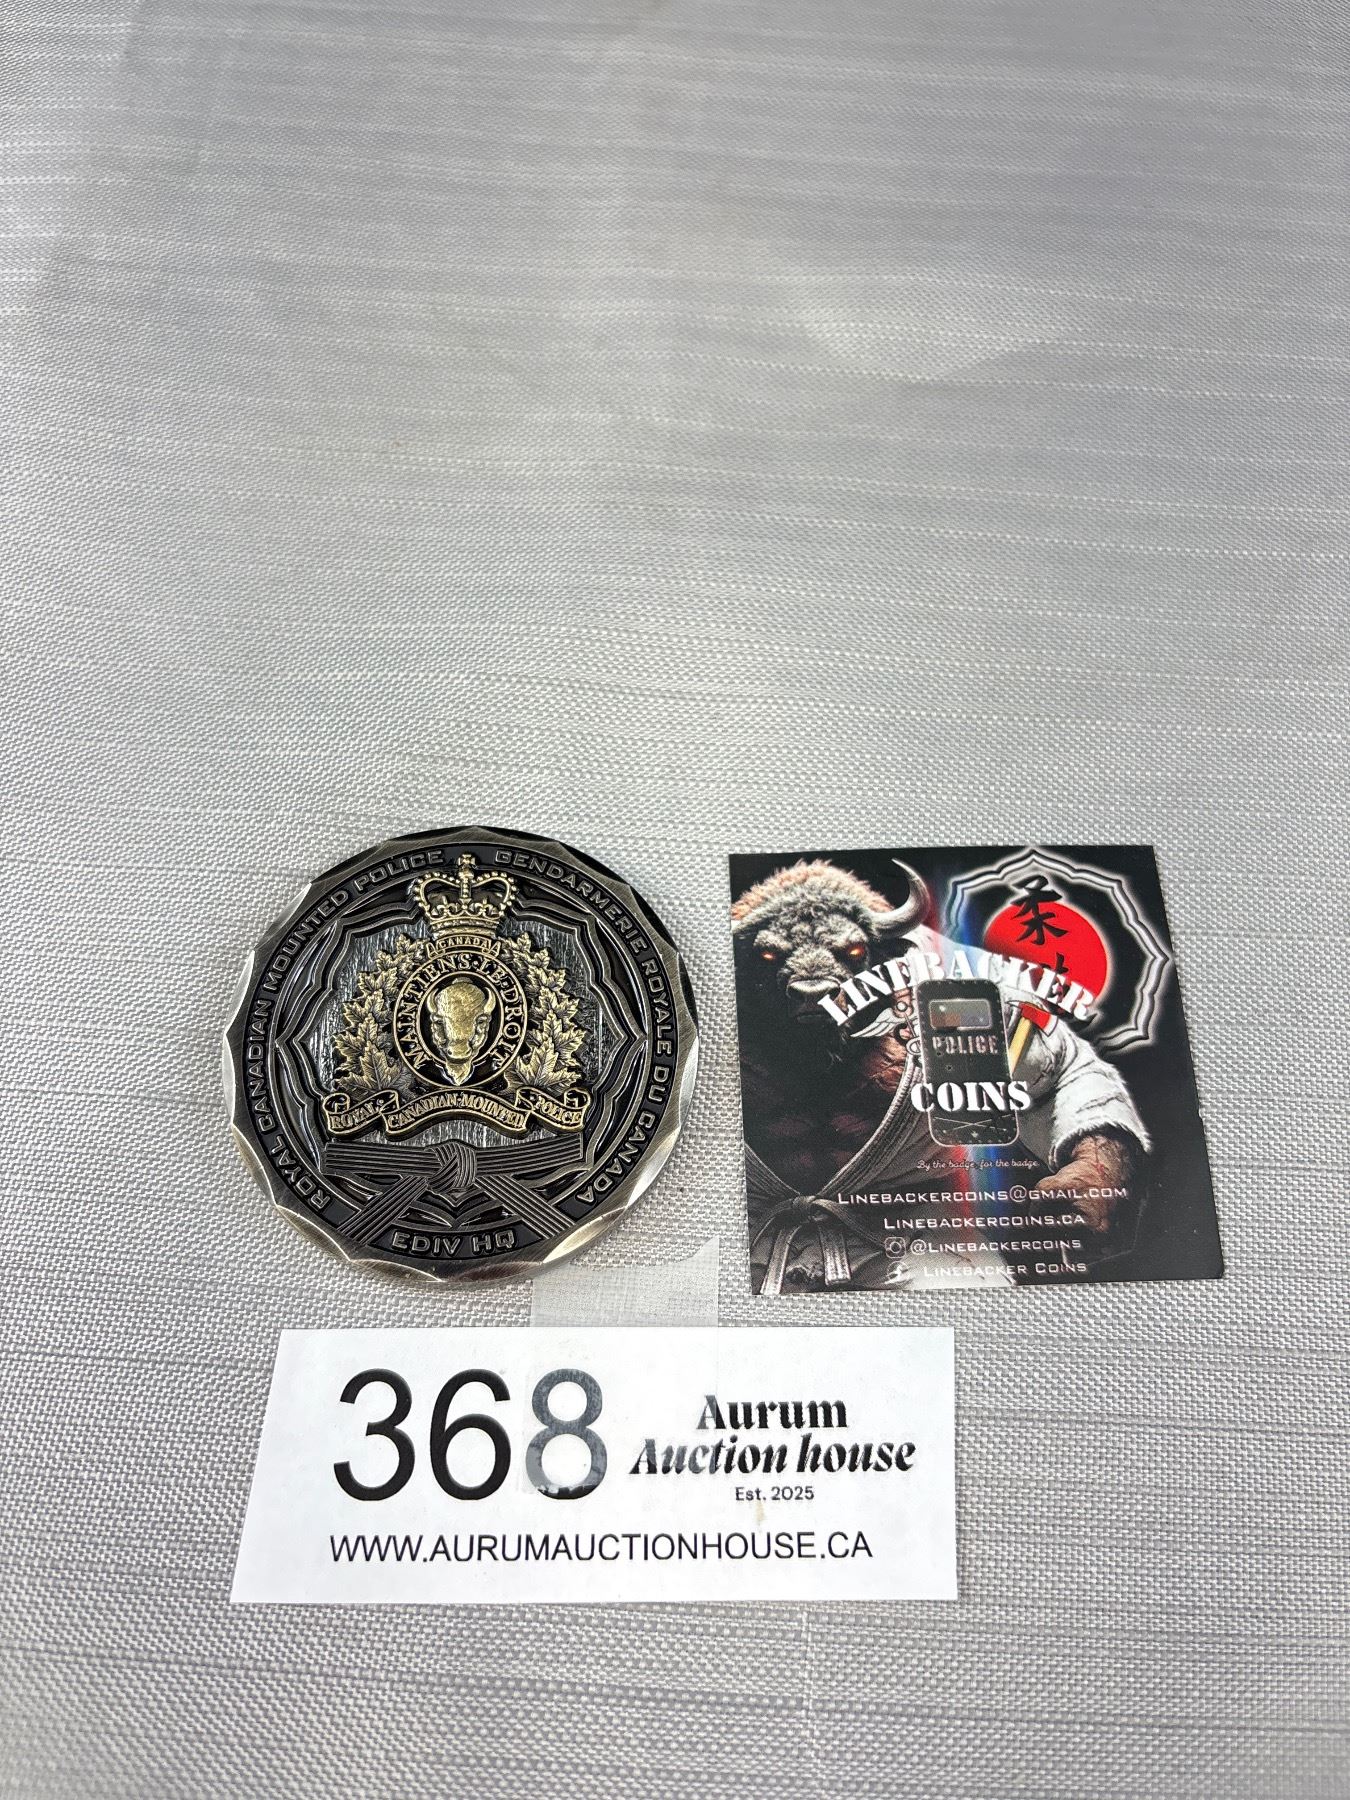 ROYAL CANADIAN MOUNTED POLICE
GENDARMERIE ROYALE DU CANADA
CANADA
MAINTIENS·LE·DROIT
ROYAL·CANADIAN·MOUNTED·POLICE
EDIV HQ
柔
LINEBACKER
POLICE
COINS
By the badge, for the badge.
LINEBACKERCOINS@GMAIL.COM
LINEBACKERCOINS.CA
@LINEBACKERCOINS
LINEBACKER COINS
368
Aurum
Auction house
Est. 2025
WWW.AURUMAUCTIONHOUSE.CA